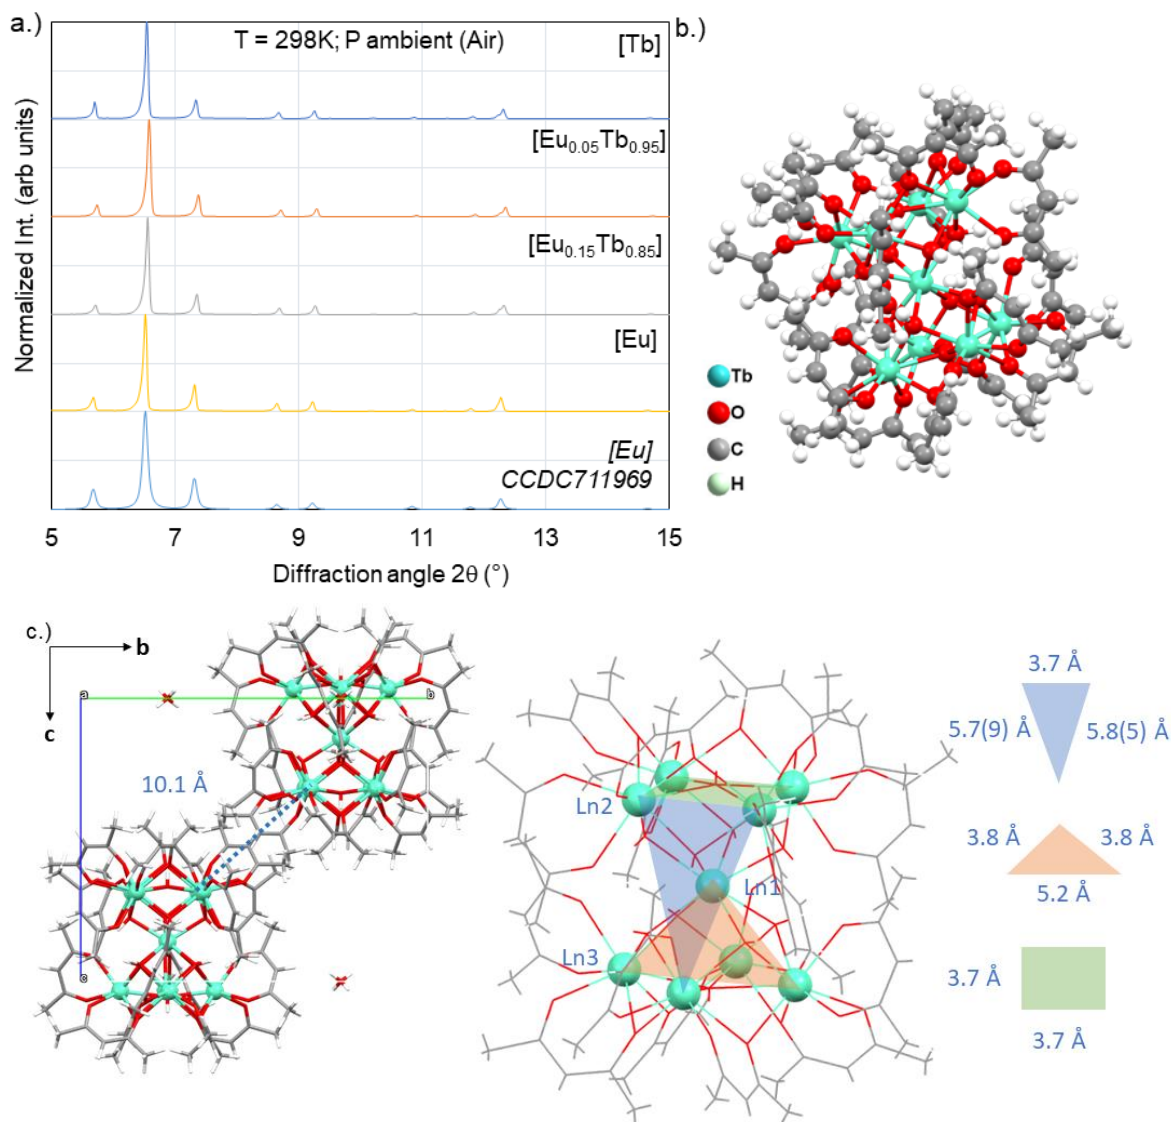 a.)
T = 298K; P ambient (Air)
[Tb]
[Eu0.05Tb0.95]
[Eu0.15Tb0.85]
[Eu]
[Eu]
CCDC711969
Normalized Int. (arb units)
5 7 9 11 13 15
Diffraction angle 2θ (°)
b.)
Tb
O
C
H
c.)
b
c
a
b
c
10.1 Å
Ln2
Ln1
Ln3
3.7 Å
5.7(9) Å 5.8(5) Å
3.8 Å 3.8 Å
5.2 Å
3.7 Å
3.7 Å